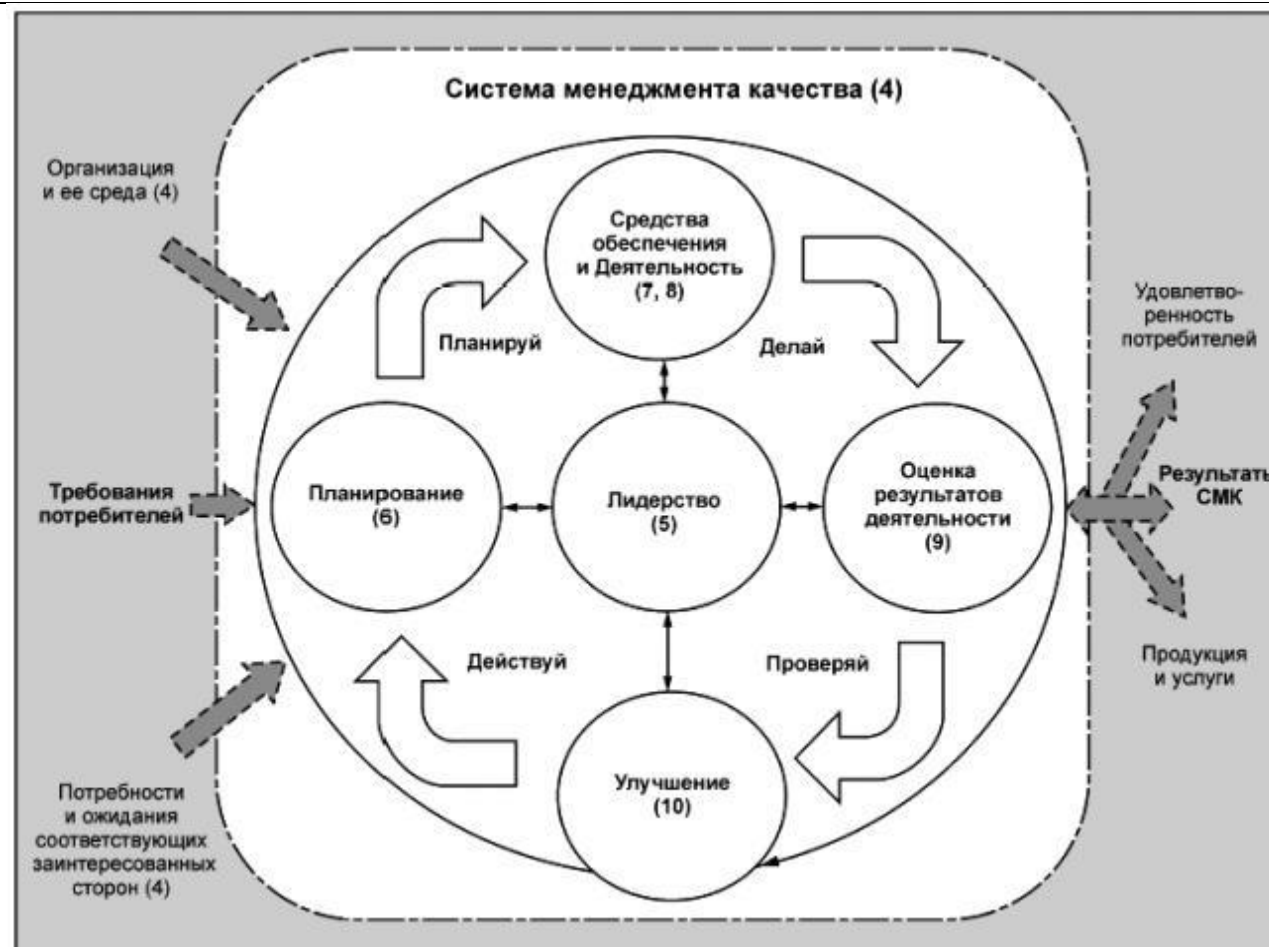 Система менеджмента качества (4)
Организация
и ее среда (4)
Средства
обеспечения
и Деятельность
(7, 8)
Планируй
Делай
Удовлетво-
ренность
потребителей
Требования
потребителей
Планирование
(6)
Лидерство
(5)
Оценка
результатов
деятельности
(9)
Результаты
СМК
Действуй
Проверяй
Продукция
и услуги
Улучшение
(10)
Потребности
и ожидания
соответствующих
заинтересованных
сторон (4)